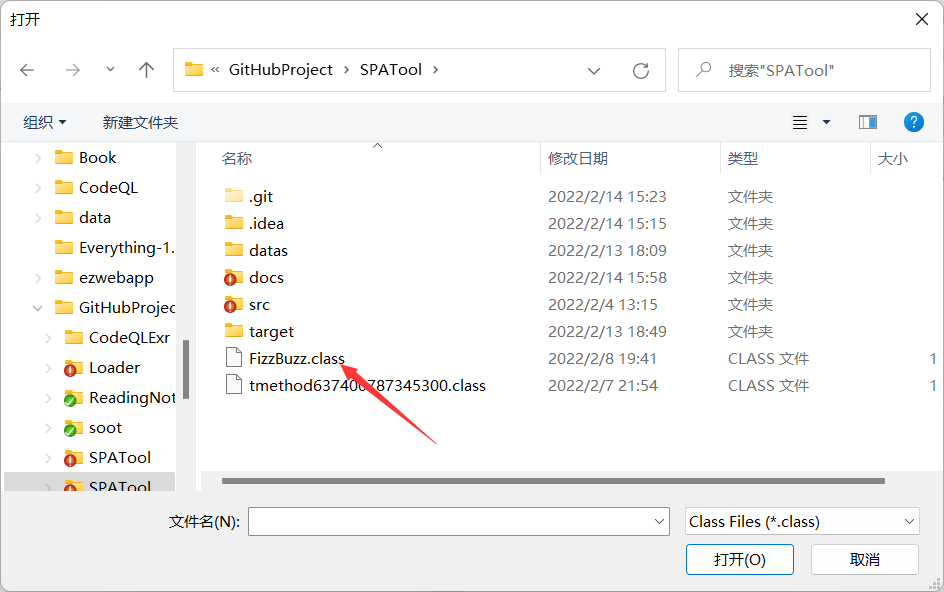 打开
« GitHubProject > SPATool >
搜索"SPATool"
组织
新建文件夹
?
Book
CodeQL
data
Everything-1.
ezwebapp
GitHubProjec
CodeQLExr
Loader
ReadingNot
soot
SPATool
SPATool
名称 修改日期 类型 大小
.git 2022/2/14 15:23 文件夹
.idea 2022/2/14 15:15 文件夹
datas 2022/2/13 18:09 文件夹
docs 2022/2/14 15:58 文件夹
src 2022/2/4 13:15 文件夹
target 2022/2/13 18:49 文件夹
FizzBuzz.class 2022/2/8 19:41 CLASS 文件 1
2022/2/7 21:54 CLASS 文件 1
文件名(N):
Class Files (*.class)
打开(O)
取消